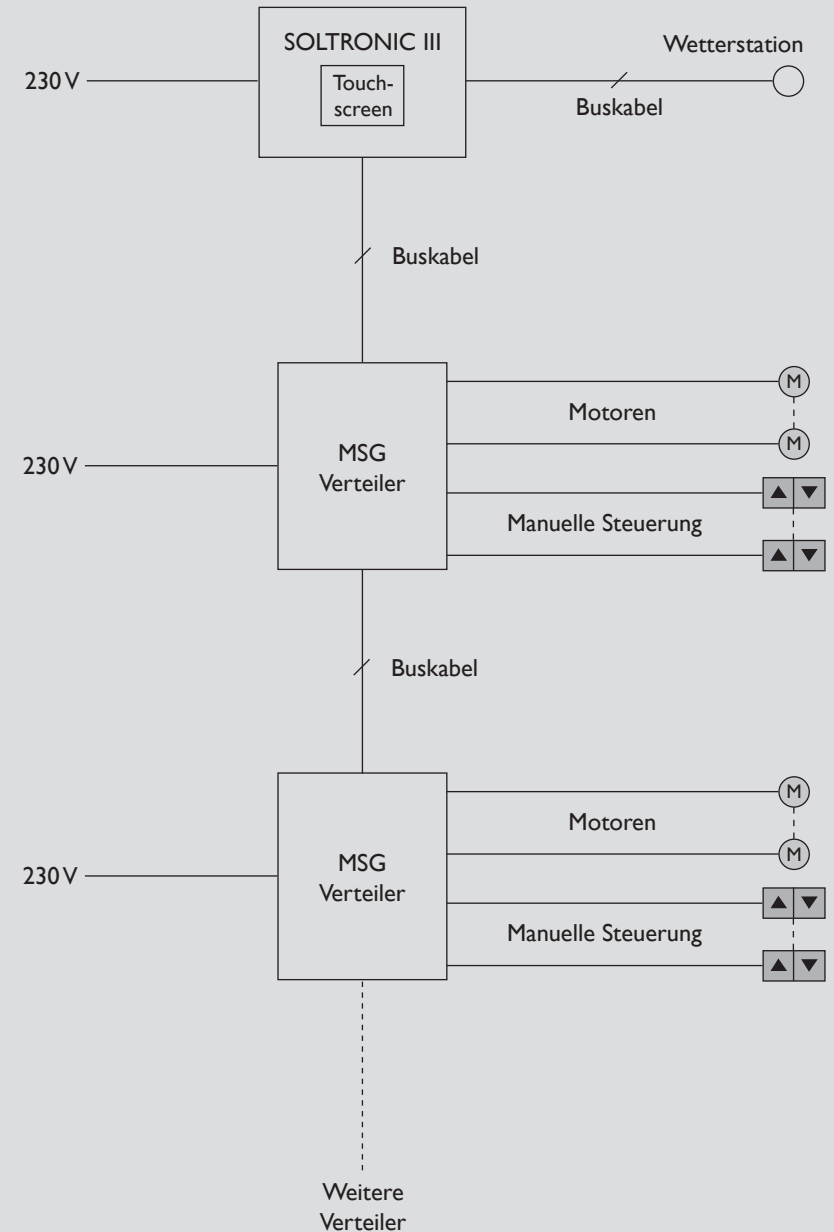 SOLTRONIC III
Wetterstation
230 V
Touch-
screen
Buskabel
Buskabel
M
Motoren
M
230 V
MSG
Verteiler
Manuelle Steuerung
Buskabel
M
Motoren
M
230 V
MSG
Verteiler
Manuelle Steuerung
Weitere
Verteiler